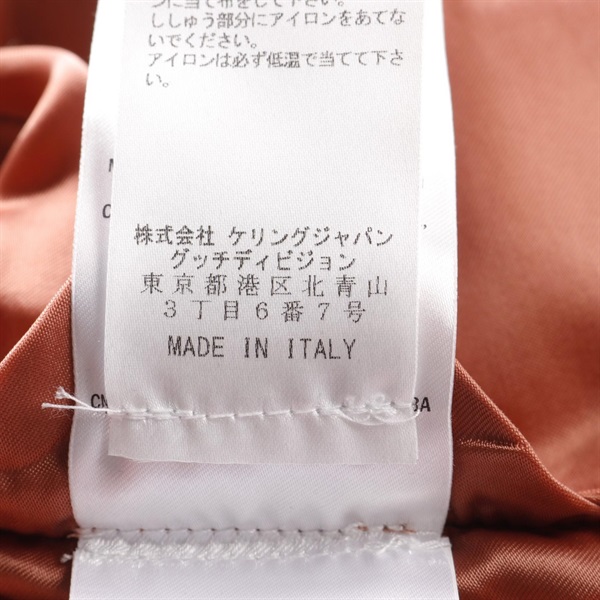 ンに当て布をして下さい。
ししゅう部分にアイロンをあてな
いでください。
アイロンは必ず低温で当てて下さ
い。
株式会社 ケリングジャパン
グッチディビジョン
東京都港区北青山
3丁目6番7号
MADE IN ITALY
CN
BA